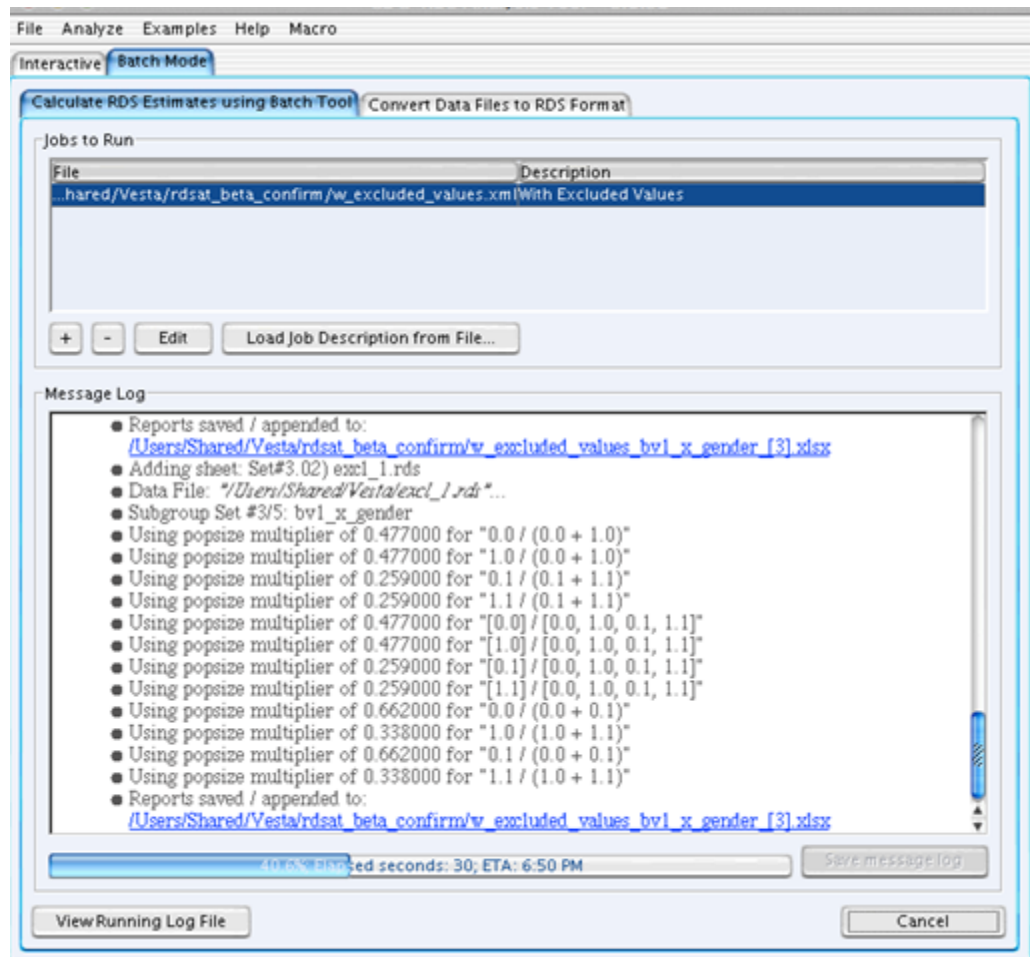 File Analyze Examples Help Macro
Interactive Batch Mode
Calculate RDS Estimates using Batch Tool Convert Data Files to RDS Format
Jobs to Run
File Description
...hared/Vesta/rdsat_beta_confirm/w_excluded_values.xml With Excluded Values
+ - Edit Load Job Description from File...
Message Log
Reports saved / appended to:
/Users/Shared/Vesta/rdsat_beta_confirm/w_excluded_values_bv1_x_gender_[3].xlsx
Adding sheet: Set#3.02) excl_1.rds
Data File: "/Users/Shared/Vesta/excl_1.rds"...
Subgroup Set #3/5: bv1_x_gender
Using popsize multiplier of 0.477000 for "0.0 / (0.0 + 1.0)"
Using popsize multiplier of 0.477000 for "1.0 / (0.0 + 1.0)"
Using popsize multiplier of 0.259000 for "0.1 / (0.1 + 1.1)"
Using popsize multiplier of 0.259000 for "1.1 / (0.1 + 1.1)"
Using popsize multiplier of 0.477000 for "[0.0] / [0.0, 1.0, 0.1, 1.1]"
Using popsize multiplier of 0.477000 for "[1.0] / [0.0, 1.0, 0.1, 1.1]"
Using popsize multiplier of 0.259000 for "[0.1] / [0.0, 1.0, 0.1, 1.1]"
Using popsize multiplier of 0.259000 for "[1.1] / [0.0, 1.0, 0.1, 1.1]"
Using popsize multiplier of 0.662000 for "0.0 / (0.0 + 0.1)"
Using popsize multiplier of 0.338000 for "1.0 / (1.0 + 1.1)"
Using popsize multiplier of 0.662000 for "0.1 / (0.0 + 0.1)"
Using popsize multiplier of 0.338000 for "1.1 / (1.0 + 1.1)"
Reports saved / appended to:
/Users/Shared/Vesta/rdsat_beta_confirm/w_excluded_values_bv1_x_gender_[3].xlsx
40.6% Elapsed seconds: 30; ETA: 6:50 PM Save message log
View Running Log File Cancel